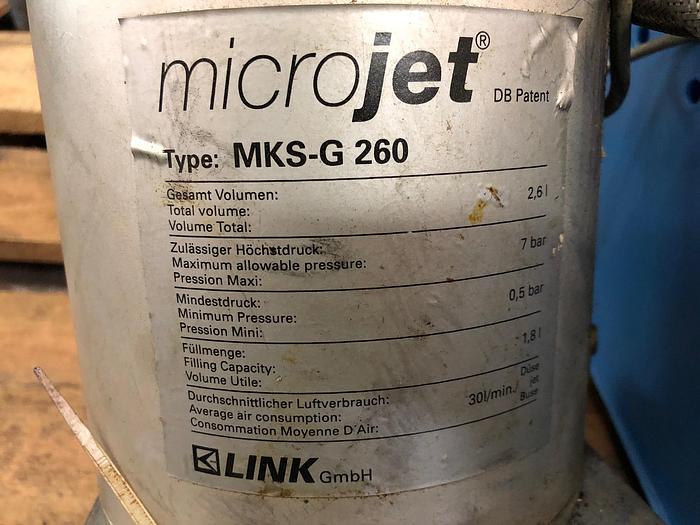 microjet® DB Patent
Type: MKS-G 260
Gesamt Volumen:
Total volume: 2,6 l
Volume Total:
Zulässiger Höchstdruck:
Maximum allowable pressure: 7 bar
Pression Maxi:
Mindestdruck:
Minimum Pressure: 0,5 bar
Pression Mini:
Füllmenge:
Filling Capacity: 1,8 l
Volume Utile:
Durchschnittlicher Luftverbrauch: Düse
Average air consumption: 30l/min./ jet
Consommation Moyenne D'Air: Buse
LINK GmbH